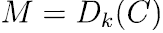 M = D_k(C)